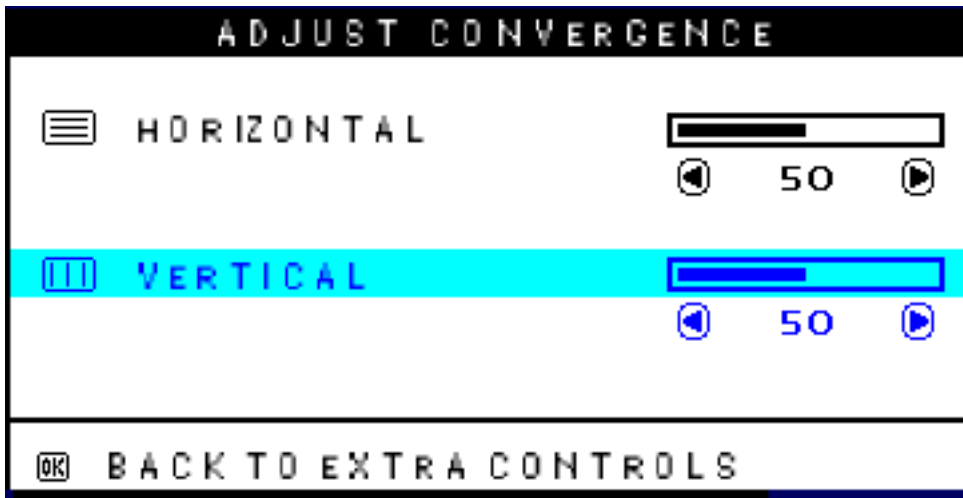 ADJUST CONVERGENCE
HORIZONTAL
50
VERTICAL
50
OK BACK TO EXTRA CONTROLS